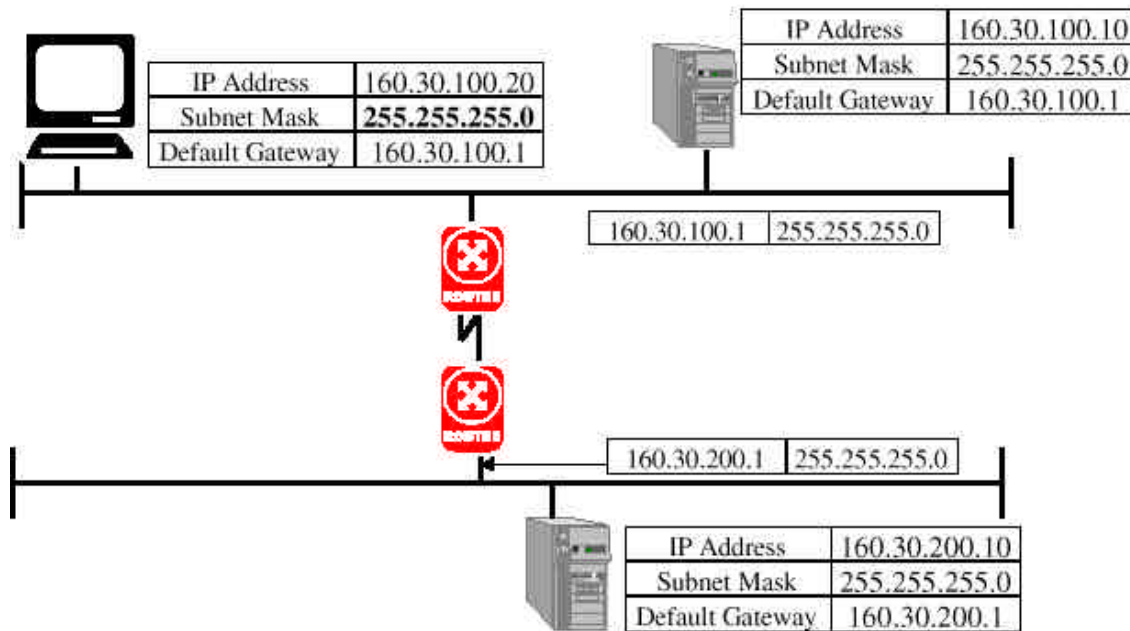 IP Address 160.30.100.10
Subnet Mask 255.255.255.0
Default Gateway 160.30.100.1
IP Address 160.30.100.20
Subnet Mask 255.255.255.0
Default Gateway 160.30.100.1
160.30.100.1 255.255.255.0
160.30.200.1 255.255.255.0
IP Address 160.30.200.10
Subnet Mask 255.255.255.0
Default Gateway 160.30.200.1